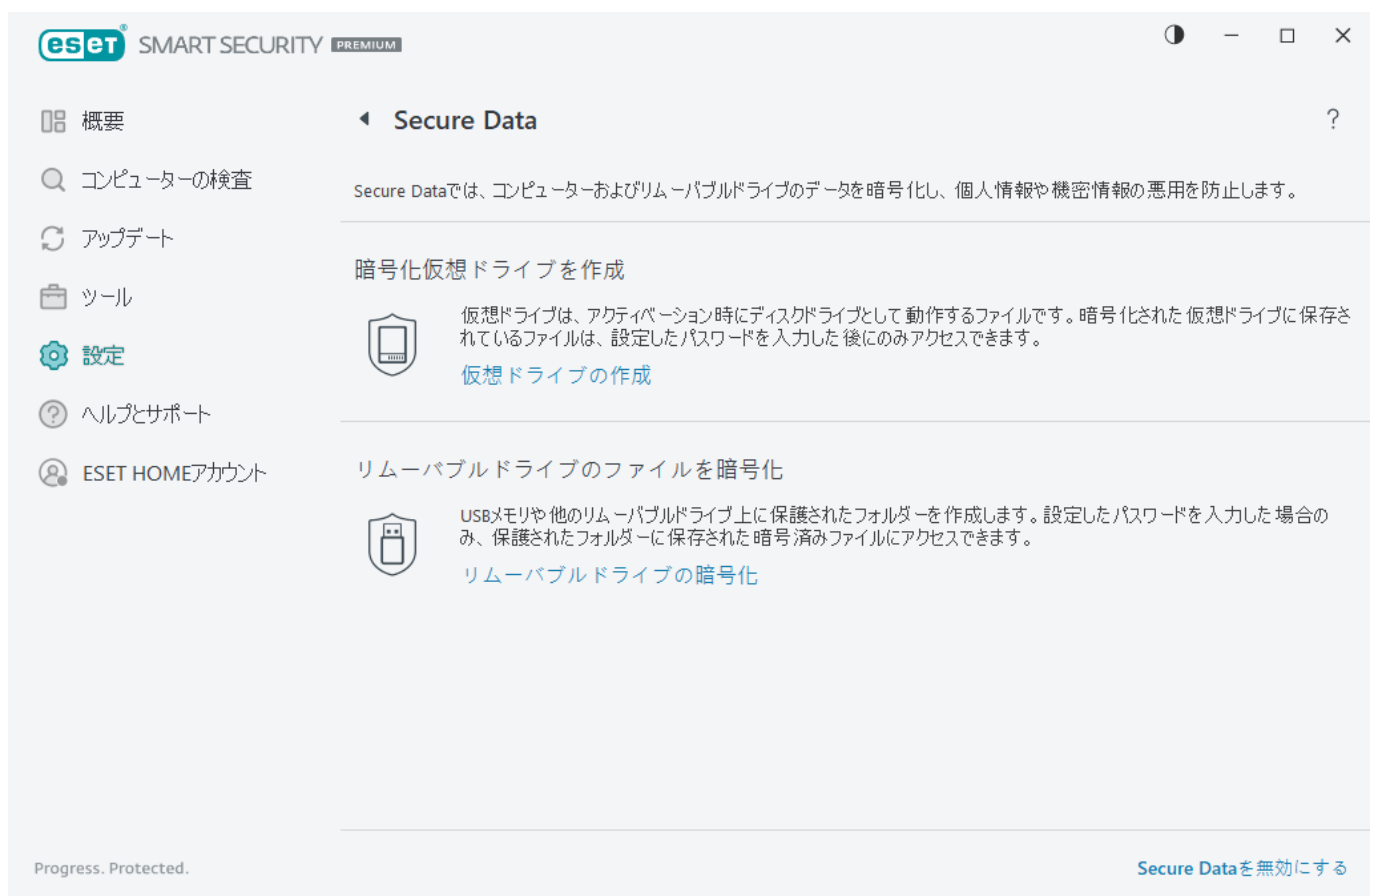 eset® SMART SECURITY PREMIUM
概要
コンピューターの検査
アップデート
ツール
設定
ヘルプとサポート
ESET HOMEアカウント
Secure Data
?
Secure Dataでは、コンピューターおよびリムーバブルドライブのデータを暗号化し、個人情報や機密情報の悪用を防止します。
暗号化仮想ドライブを作成
仮想ドライブは、アクティベーション時にディスクドライブとして動作するファイルです。暗号化された仮想ドライブに保存さ
れているファイルは、設定したパスワードを入力した後にのみアクセスできます。
仮想ドライブの作成
リムーバブルドライブのファイルを暗号化
USBメモリや他のリムーバブルドライブ上に保護されたフォルダーを作成します。設定したパスワードを入力した場合の
み、保護されたフォルダーに保存された暗号済みファイルにアクセスできます。
リムーバブルドライブの暗号化
Progress. Protected.
Secure Dataを無効にする